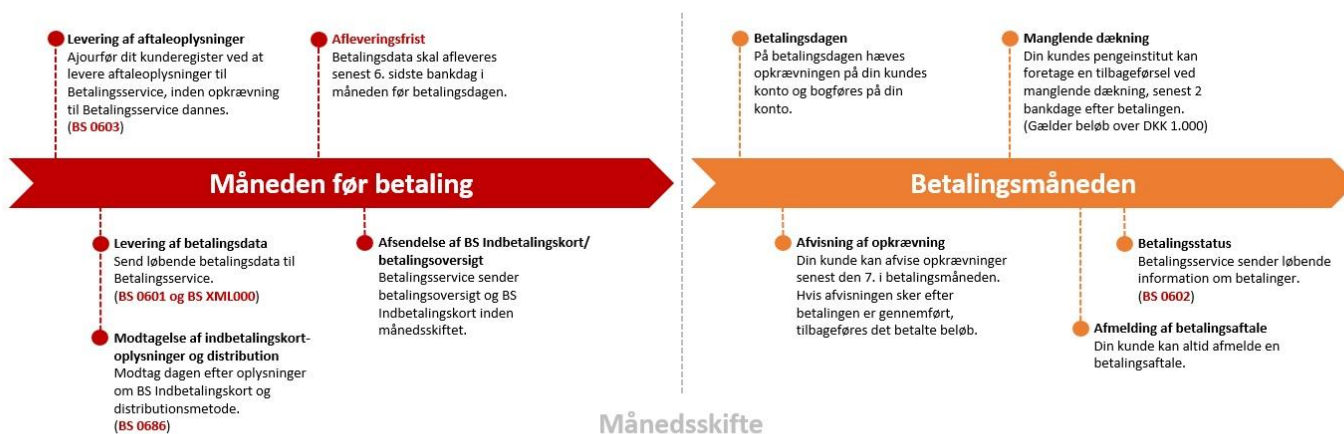 Levering af aftaleoplysninger
Ajourfør dit kunderegister ved at
levere aftaleoplysninger til
Betalingsservice, inden opkrævning
til Betalingsservice dannes.
(BS 0603)
Afleveringsfrist
Betalingsdata skal afleveres
senest 6. sidste bankdag i
måneden før betalingsdagen.
Betalingsdagen
På betalingsdagen hæves
opkrævningen på din kundes
konto og bogføres på din
konto.
Manglende dækning
Din kundes pengeinstitut kan
foretage en tilbageførsel ved
manglende dækning, senest 2
bankdage efter betalingen.
(Gælder beløb over DKK 1.000)
Måneden før betaling
Betalingsmåneden
Levering af betalingsdata
Send løbende betalingsdata til
Betalingsservice.
(BS 0601 og BS XML000)
Modtagelse af indbetalingskort-
oplysninger og distribution
Modtag dagen efter oplysninger
om BS Indbetalingskort og
distributionsmetode.
(BS 0686)
Afsendelse af BS Indbetalingskort/
betalingsoversigt
Betalingsservice sender
betalingsoversigt og BS
Indbetalingskort inden
månedsskiftet.
Afvisning af opkrævning
Din kunde kan afvise opkrævninger
senest den 7. i betalingsmåneden.
Hvis afvisningen sker efter
betalingen er gennemført,
tilbageføres det betalte beløb.
Betalingsstatus
Betalingsservice sender løbende
information om betalinger.
(BS 0602)
Afmelding af betalingsaftale
Din kunde kan altid afmelde en
betalingsaftale.
Månedsskifte